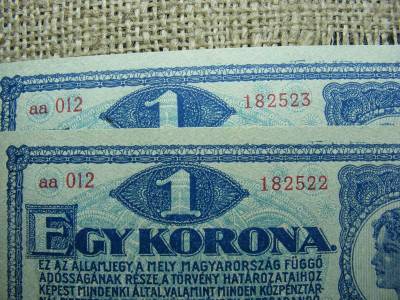 aa 012 1 182523
aa 012 1 182522
EGY KORONA.
EZ AZ ÁLLAMJEGY, A MELY MAGYARORSZÁG FÜGGŐ
ADÓSSÁGÁNAK RÉSZE, A TÖRVÉNY HATÁROZATAIHOZ
KÉPEST MINDENKI ÁLTAL, VALAMINT MINDEN KÖZPÉNZTÁR-